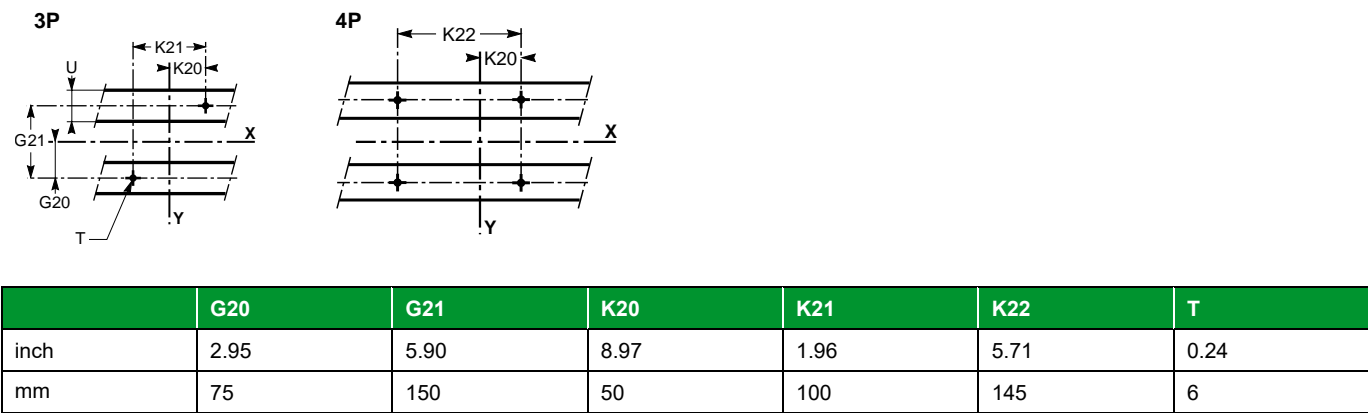 3P
4P
K22
K21
K20
K20
U
G21
X
X
G20
Y
Y
T
G20 G21 K20 K21 K22 T
inch 2.95 5.90 8.97 1.96 5.71 0.24
mm 75 150 50 100 145 6